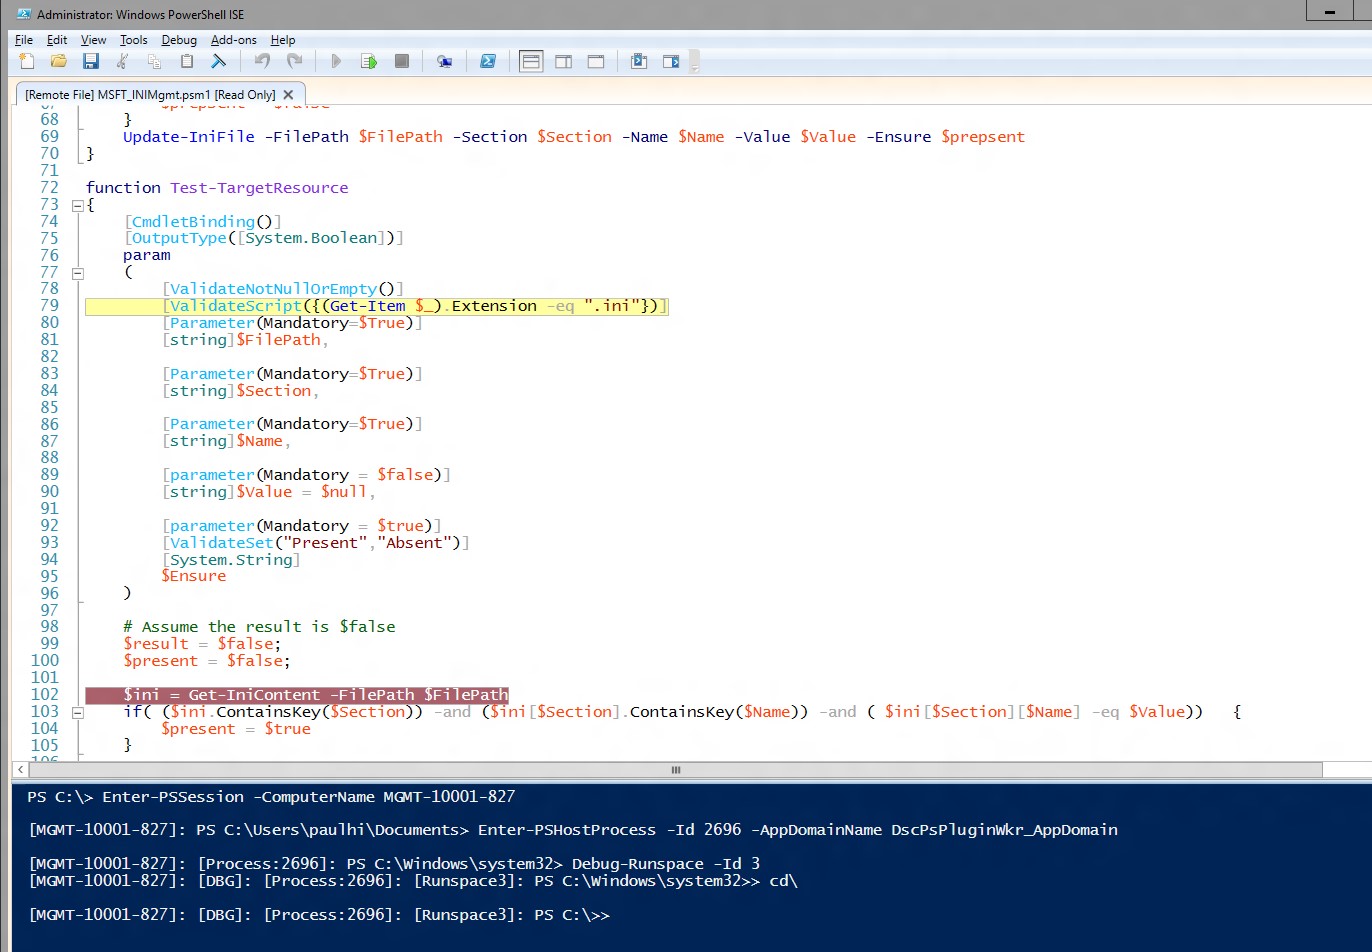 Administrator: Windows PowerShell ISE
File Edit View Tools Debug Add-ons Help
[Remote File] MSFT_INIMgmt.psm1 [Read Only]
67 $prepsent = $false
68 }
69 Update-IniFile -FilePath $FilePath -Section $Section -Name $Name -Value $Value -Ensure $prepsent
70 }
71
72 function Test-TargetResource
73 {
74 [CmdletBinding()]
75 [OutputType([System.Boolean])]
76 param
77 (
78 [ValidateNotNullOrEmpty()]
79 [ValidateScript({(Get-Item $_).Extension -eq ".ini"})]
80 [Parameter(Mandatory=$True)]
81 [string]$FilePath,
82
83 [Parameter(Mandatory=$True)]
84 [string]$Section,
85
86 [Parameter(Mandatory=$True)]
87 [string]$Name,
88
89 [parameter(Mandatory = $false)]
90 [string]$Value = $null,
91
92 [parameter(Mandatory = $true)]
93 [ValidateSet("Present","Absent")]
94 [System.String]
95 $Ensure
96 )
97
98 # Assume the result is $false
99 $result = $false;
100 $present = $false;
101
102 $ini = Get-IniContent -FilePath $FilePath
103 if( ($ini.ContainsKey($Section)) -and ($ini[$Section].ContainsKey($Name)) -and ( $ini[$Section][$Name] -eq $Value)) {
104 $present = $true
105 }
106
PS C:\> Enter-PSSession -ComputerName MGMT-10001-827
[MGMT-10001-827]: PS C:\Users\paulhi\Documents> Enter-PSHostProcess -Id 2696 -AppDomainName DscPsPluginWkr_AppDomain
[MGMT-10001-827]: [Process:2696]: PS C:\Windows\system32> Debug-Runspace -Id 3
[MGMT-10001-827]: [DBG]: [Process:2696]: [Runspace3]: PS C:\Windows\system32>> cd\
[MGMT-10001-827]: [DBG]: [Process:2696]: [Runspace3]: PS C:\>>